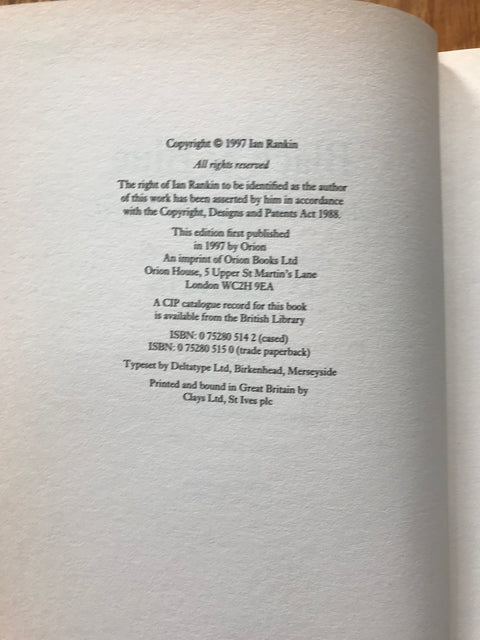 Copyright © 1997 Ian Rankin
All rights reserved
The right of Ian Rankin to be identified as the author
of this work has been asserted by him in accordance
with the Copyright, Designs and Patents Act 1988.
This edition first published
in 1997 by Orion
An imprint of Orion Books Ltd
Orion House, 5 Upper St Martin's Lane
London WC2H 9EA
A CIP catalogue record for this book
is available from the British Library
ISBN: 0 75280 514 2 (cased)
ISBN: 0 75280 515 0 (trade paperback)
Typeset by Deltatype Ltd, Birkenhead, Merseyside
Printed and bound in Great Britain by
Clays Ltd, St Ives plc